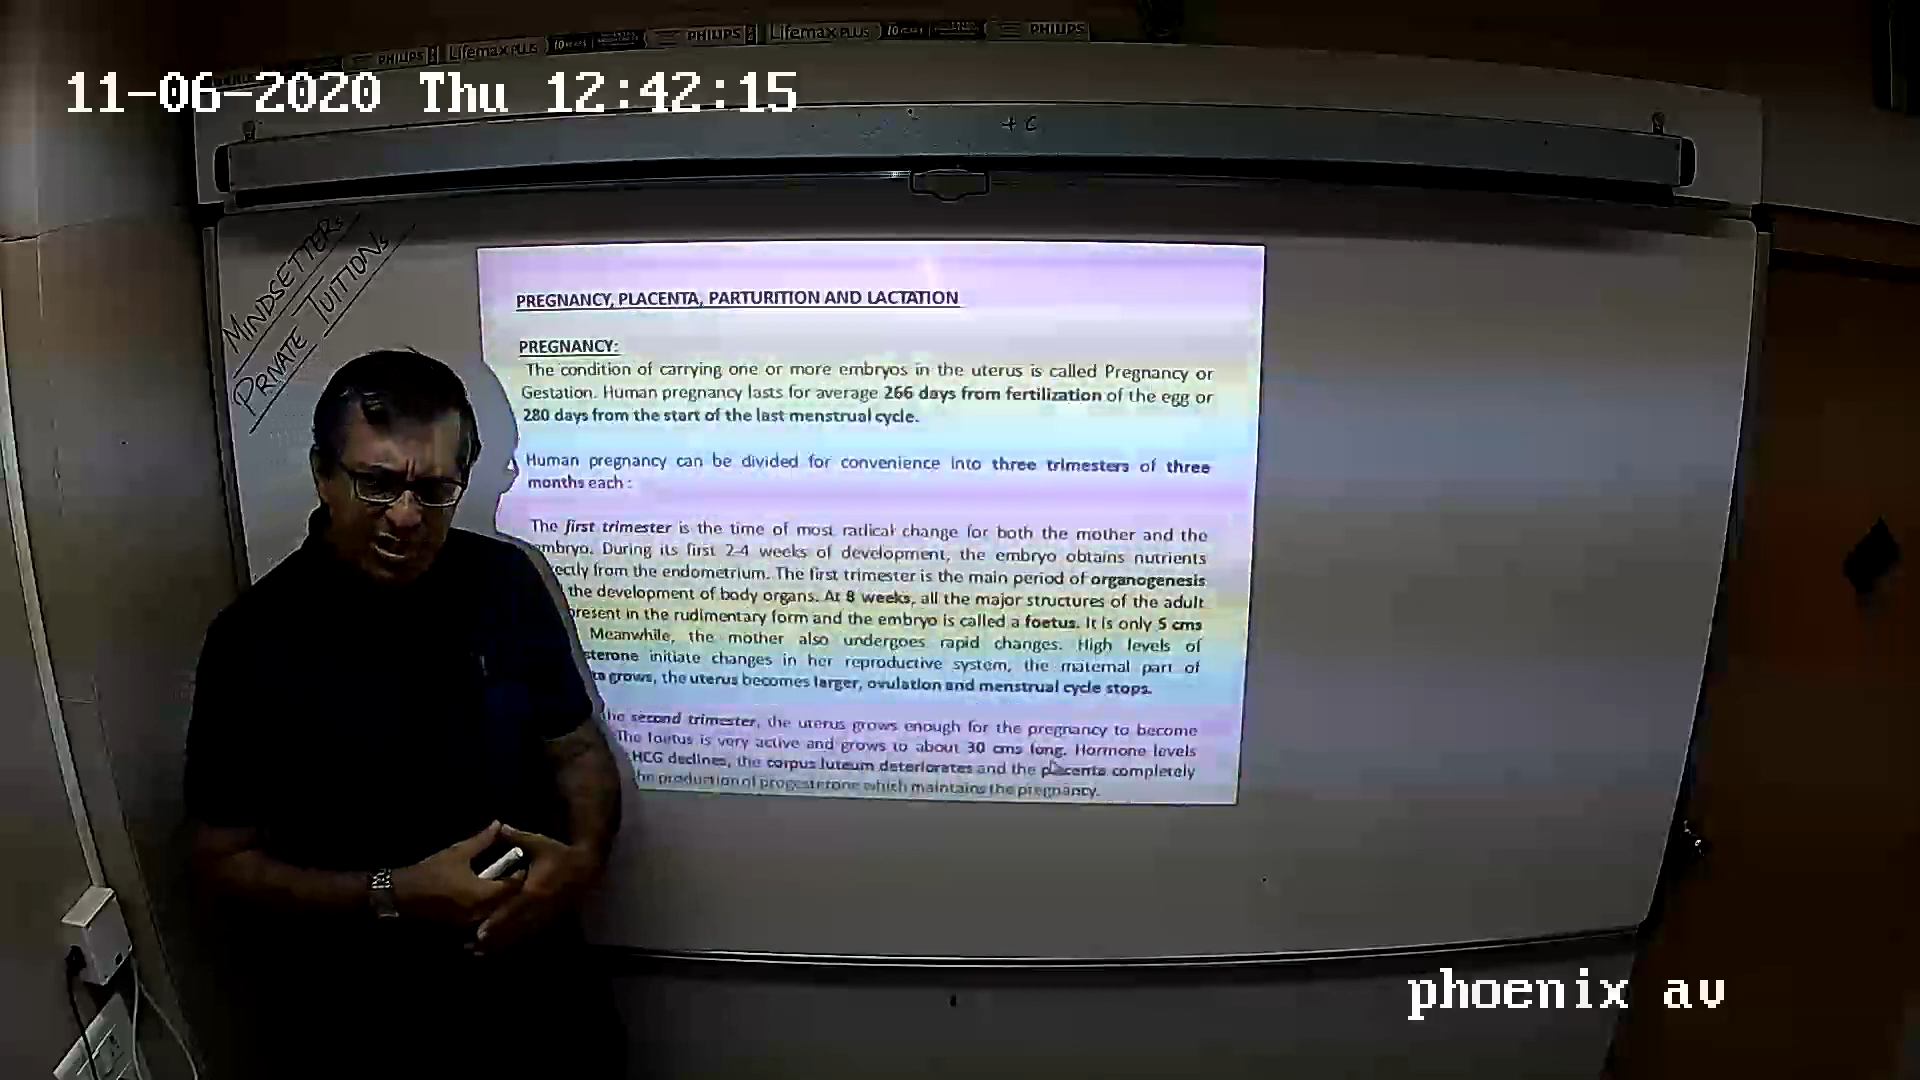 PHILIPS Lifemax PLUS PHILIPS Lifemax PLUS PHILIPS
11-06-2020 Thu 12:42:15
+ C
MINDSETTERs
PRIVATE TUITIONs
PREGNANCY, PLACENTA, PARTURITION AND LACTATION
PREGNANCY:
The condition of carrying one or more embryos in the uterus is called Pregnancy or
Gestation. Human pregnancy lasts for average 266 days from fertilization of the egg or
280 days from the start of the last menstrual cycle.
Human pregnancy can be divided for convenience into three trimesters of three
months each :
The first trimester is the time of most radical change for both the mother and the
mbryo. During its first 2-4 weeks of development, the embryo obtains nutrients
ectly from the endometrium. The first trimester is the main period of organogenesis
the development of body organs. At 8 weeks, all the major structures of the adult
present in the rudimentary form and the embryo is called a foetus. It is only 5 cms
Meanwhile, the mother also undergoes rapid changes. High levels of
sterone initiate changes in her reproductive system, the maternal part of
grows, the uterus becomes larger, ovulation and menstrual cycle stops.
the second trimester, the uterus grows enough for the pregnancy to become
The foetus is very active and grows to about 30 cms long. Hormone levels
HCG declines, the corpus luteum deteriorates and the placenta completely
the production of progesterone which maintains the pregnancy.
phoenix av